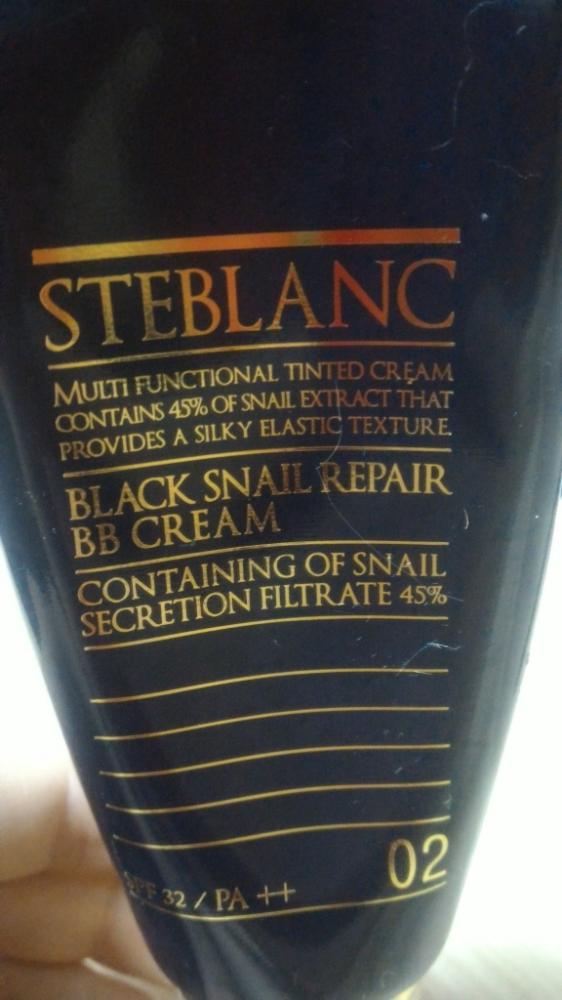 STEBLANC
MULTI FUNCTIONAL TINTED CREAM
CONTAINS 45% OF SNAIL EXTRACT THAT
PROVIDES A SILKY ELASTIC TEXTURE.
BLACK SNAIL REPAIR
BB CREAM
CONTAINING OF SNAIL
SECRETION FILTRATE 45%
02
SPF 32 / PA ++